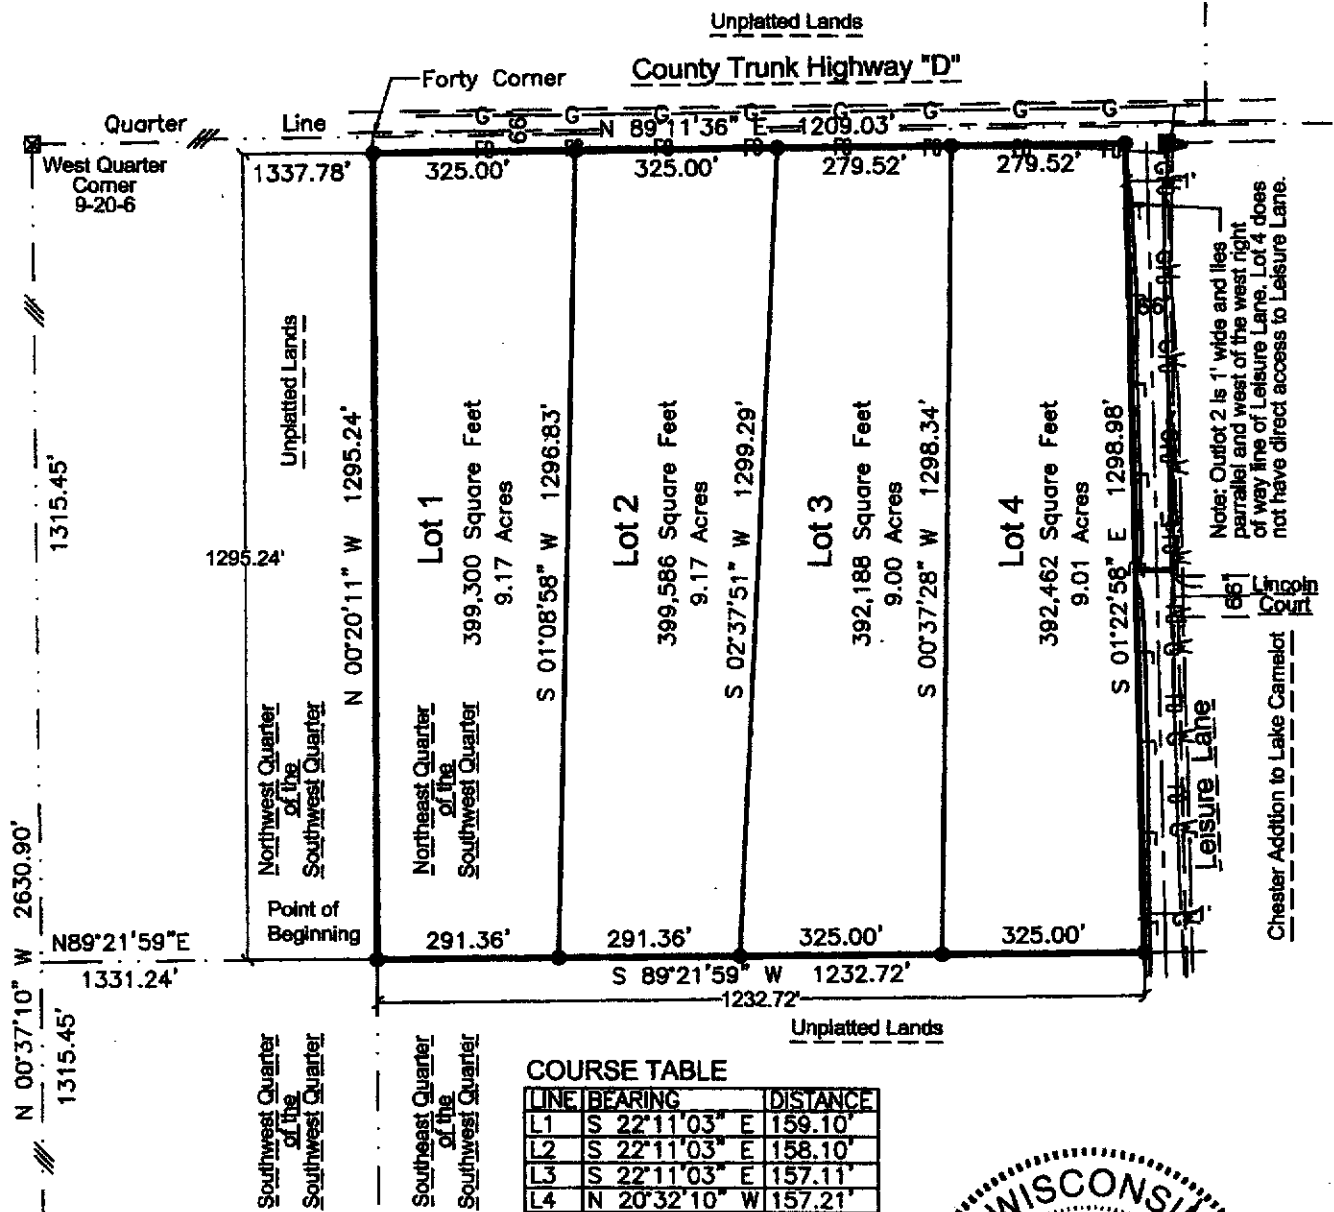 Unplatted Lands
County Trunk Highway "D"
Forty Corner
G G G G G G G G
Quarter Line
66'
N 89°11'36" E 1209.03'
West Quarter
Corner
9-20-6
1337.78'
325.00'
325.00'
279.52'
279.52'
1'
66'
Note: Outlot 2 is 1' wide and lies
parrallel and west of the west right
of way line of Leisure Lane. Lot 4 does
not have direct access to Leisure Lane.
Unplatted Lands
1315.45'
1295.24'
N 00°20'11" W 1295.24'
Lot 1
399,300 Square Feet
9.17 Acres
S 01°08'58" W 1296.83'
Lot 2
399,586 Square Feet
9.17 Acres
S 02°37'51" W 1299.29'
Lot 3
392,188 Square Feet
9.00 Acres
S 00°37'28" W 1298.34'
Lot 4
392,462 Square Feet
9.01 Acres
S 01°22'58" E 1298.98'
66'
Lincoln
Court
Leisure Lane
Chester Addtion to Lake Camelot
Northwest Quarter
of the
Southwest Quarter
Northeast Quarter
of the
Southwest Quarter
N 00°37'10" W 2630.90'
Point of
Beginning
N89°21'59"E
1331.24'
291.36'
291.36'
325.00'
325.00'
1'
S 89°21'59" W 1232.72'
1232.72'
Unplatted Lands
1315.45'
Southwest Quarter
of the
Southwest Quarter
Southeast Quarter
of the
Southwest Quarter
COURSE TABLE
LINE BEARING DISTANCE
L1 S 22°11'03" E 159.10'
L2 S 22°11'03" E 158.10'
L3 S 22°11'03" E 157.11'
L4 N 20°32'10" W 157.21'
WISCONSI